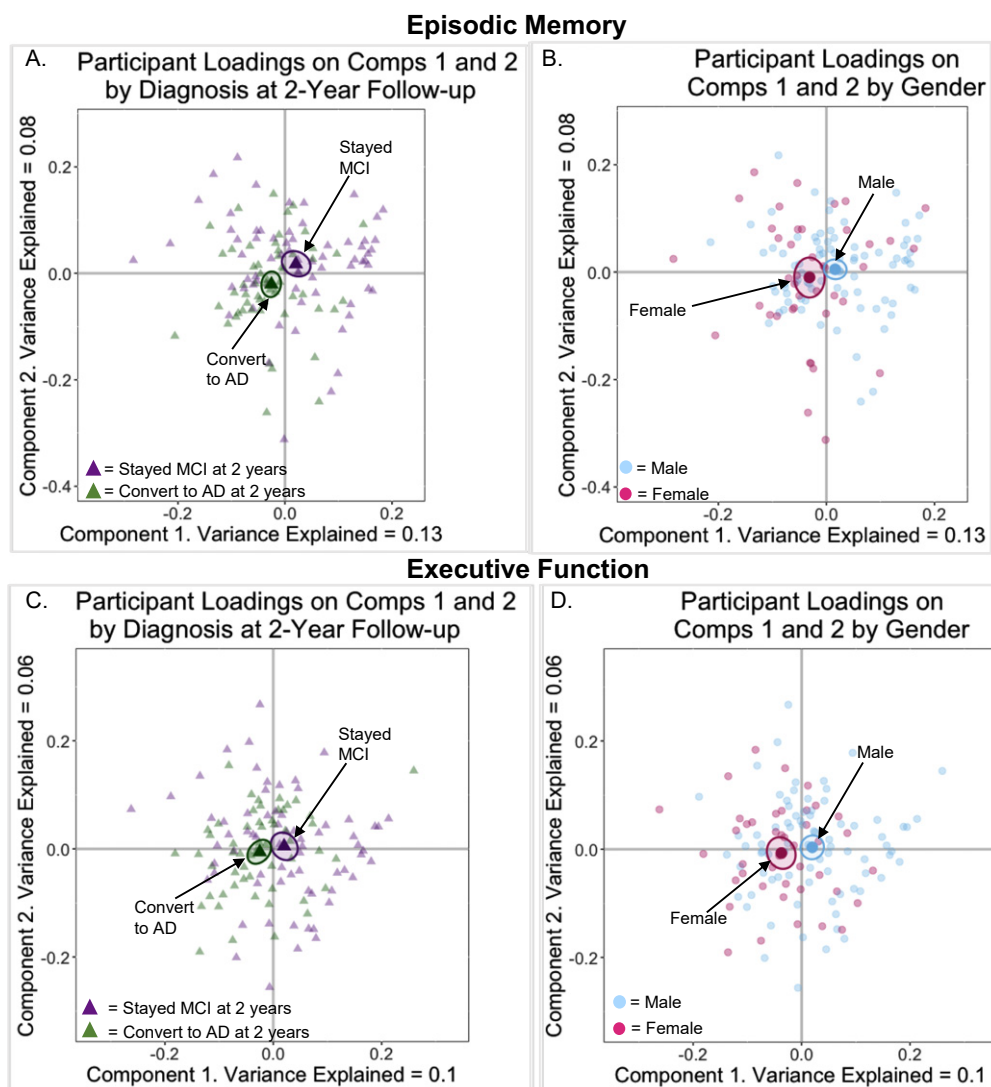 Episodic Memory
A.
Participant Loadings on Comps 1 and 2
by Diagnosis at 2-Year Follow-up
Component 2. Variance Explained = 0.08
0.2
0.0
-0.2
-0.4
Stayed
MCI
Convert
to AD
= Stayed MCI at 2 years
= Convert to AD at 2 years
-0.2
0.0
0.2
Component 1. Variance Explained = 0.13
B.
Participant Loadings on
Comps 1 and 2 by Gender
Component 2. Variance Explained = 0.08
0.2
0.0
-0.2
-0.4
Male
Female
= Male
= Female
-0.2
0.0
0.2
Component 1. Variance Explained = 0.13
Executive Function
C.
Participant Loadings on Comps 1 and 2
by Diagnosis at 2-Year Follow-up
Component 2. Variance Explained = 0.06
0.2
0.0
-0.2
Stayed
MCI
Convert
to AD
= Stayed MCI at 2 years
= Convert to AD at 2 years
-0.2
0.0
0.2
Component 1. Variance Explained = 0.1
D.
Participant Loadings on
Comps 1 and 2 by Gender
Component 2. Variance Explained = 0.06
0.2
0.0
-0.2
Male
Female
= Male
= Female
-0.2
0.0
0.2
Component 1. Variance Explained = 0.1